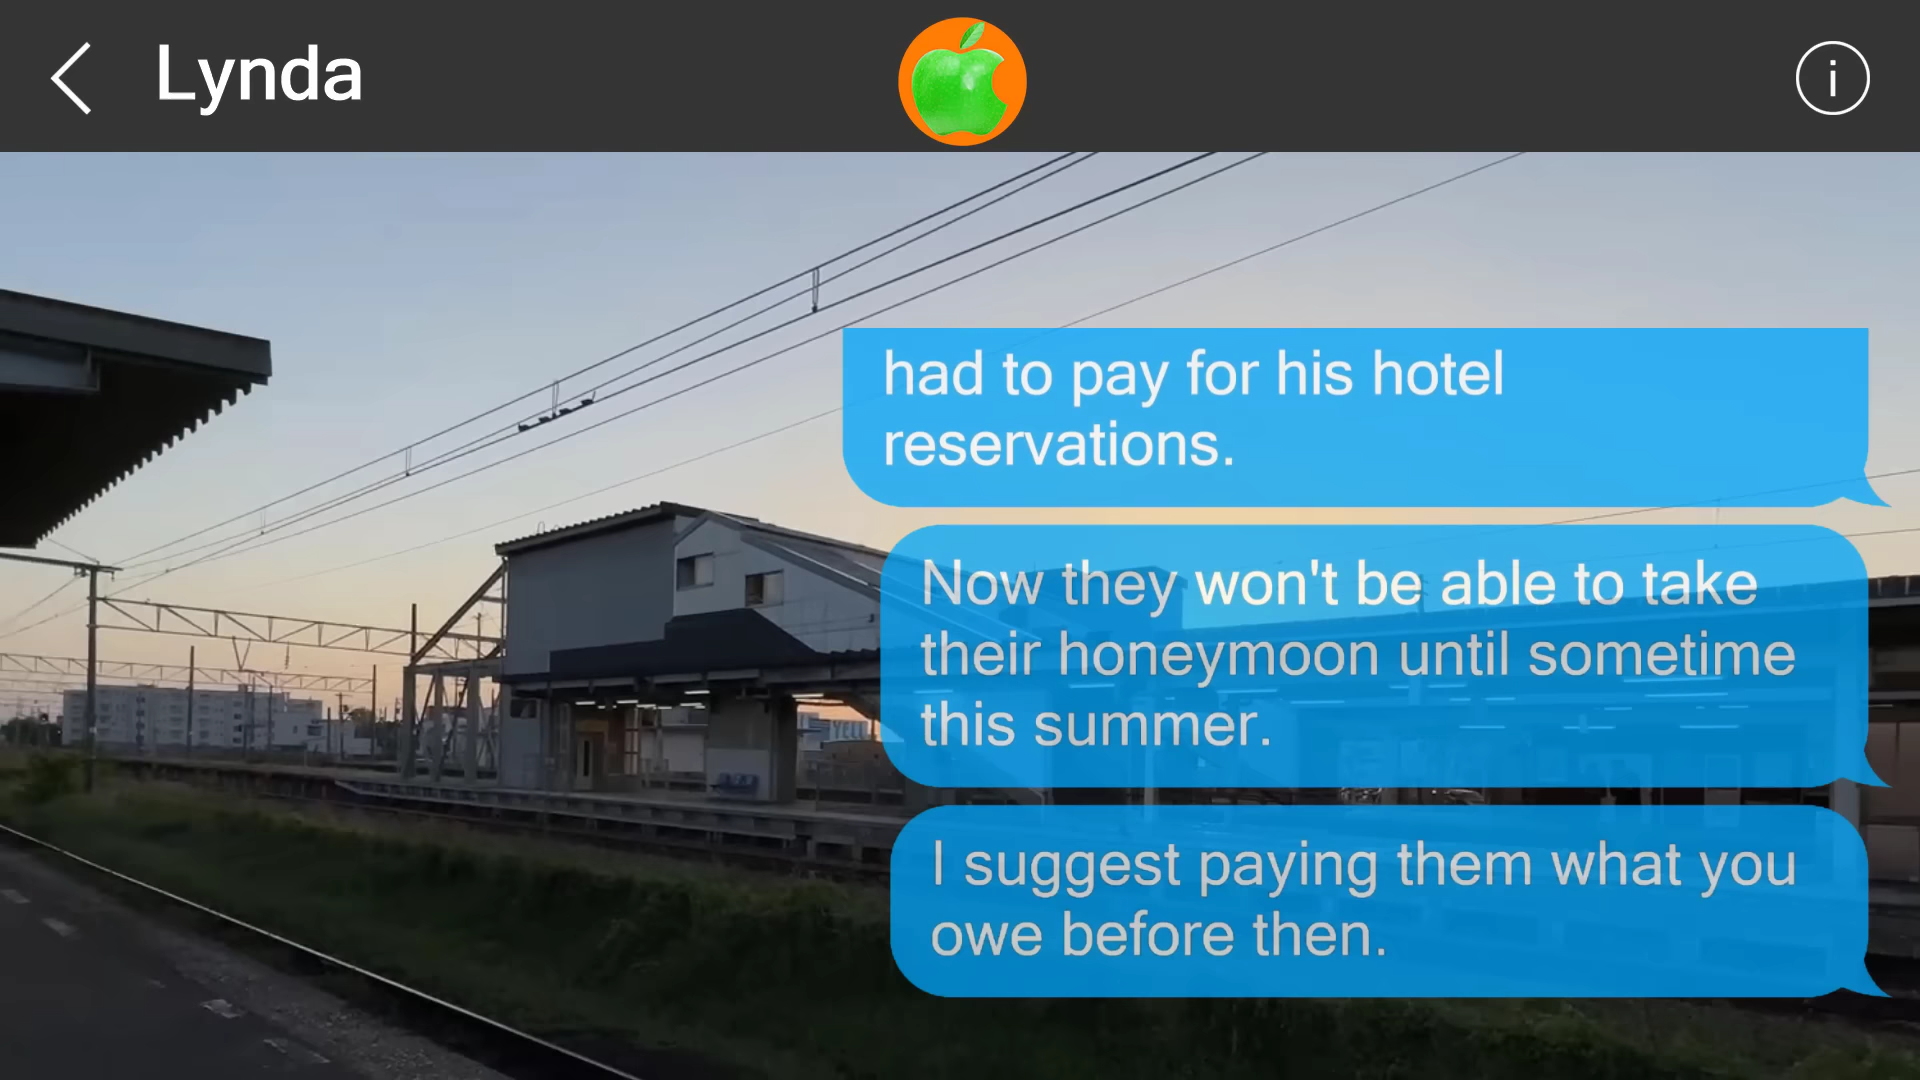 Lynda
had to pay for his hotel
reservations.
Now they won't be able to take
their honeymoon until sometime
this summer.
I suggest paying them what you
owe before then.
YELL